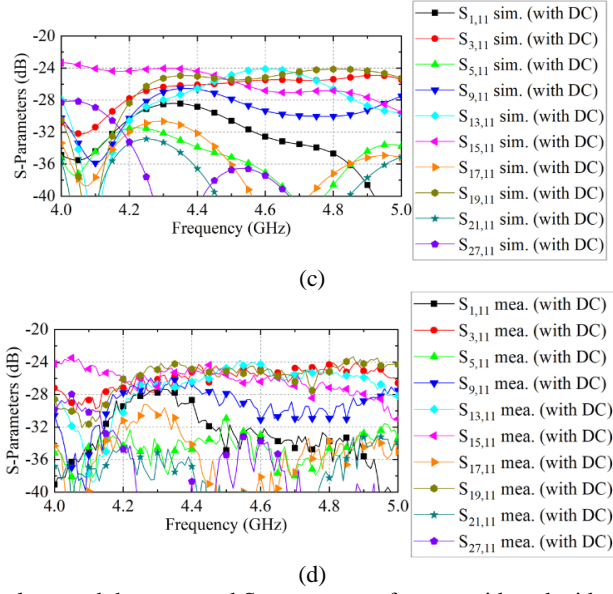 -20
-24
-28
-32
-36
-40
S-Parameters (dB)
4.0 4.2 4.4 4.6 4.8 5.0
Frequency (GHz)
S1,11 sim. (with DC)
S3,11 sim. (with DC)
S5,11 sim. (with DC)
S9,11 sim. (with DC)
S13,11 sim. (with DC)
S15,11 sim. (with DC)
S17,11 sim. (with DC)
S19,11 sim. (with DC)
S21,11 sim. (with DC)
S27,11 sim. (with DC)
(c)
-20
-24
-28
-32
-36
-40
S-Parameters (dB)
4.0 4.2 4.4 4.6 4.8 5.0
Frequency (GHz)
S1,11 mea. (with DC)
S3,11 mea. (with DC)
S5,11 mea. (with DC)
S9,11 mea. (with DC)
S13,11 mea. (with DC)
S15,11 mea. (with DC)
S17,11 mea. (with DC)
S19,11 mea. (with DC)
S21,11 mea. (with DC)
S27,11 mea. (with DC)
(d)